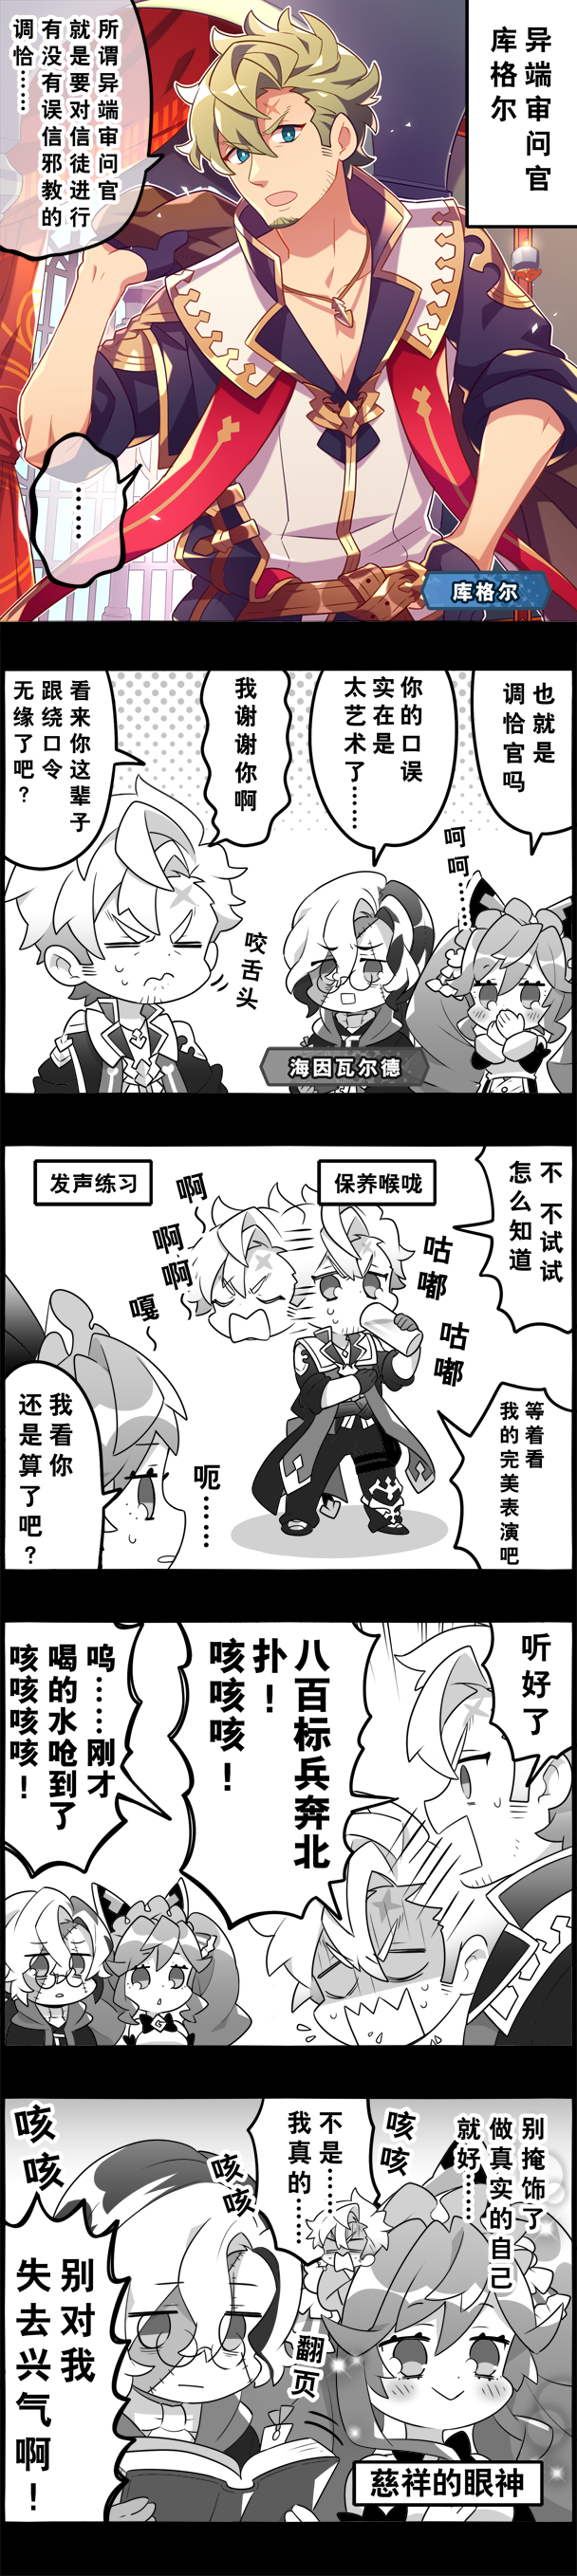 异端审问官
库格尔
所谓异端审问官
就是要对信徒进行
有没有误信邪教的
调恰……
……
库格尔
也就是
调恰官吗
呵呵……
你的口误
实在是
太艺术了……
我谢谢你啊
看来你这辈子
跟绕口令
无缘了吧?
咬舌头
海因瓦尔德
不 不试试
怎么知道
保养喉咙
咕嘟
咕嘟
发声练习
啊~
啊~
啊~
嘎~
等着看
我的完美表演吧
呃……
我看你
还是算了吧?
听好了
八百标兵奔北
扑!
咳咳咳!
呜……刚才
喝的水呛到了
咳咳咳咳!
别掩饰了
做真实的自己
就好……
咳咳
不是……
我真的……
咳咳
咳咳
翻页
别对我
失去兴气啊!
慈祥的眼神